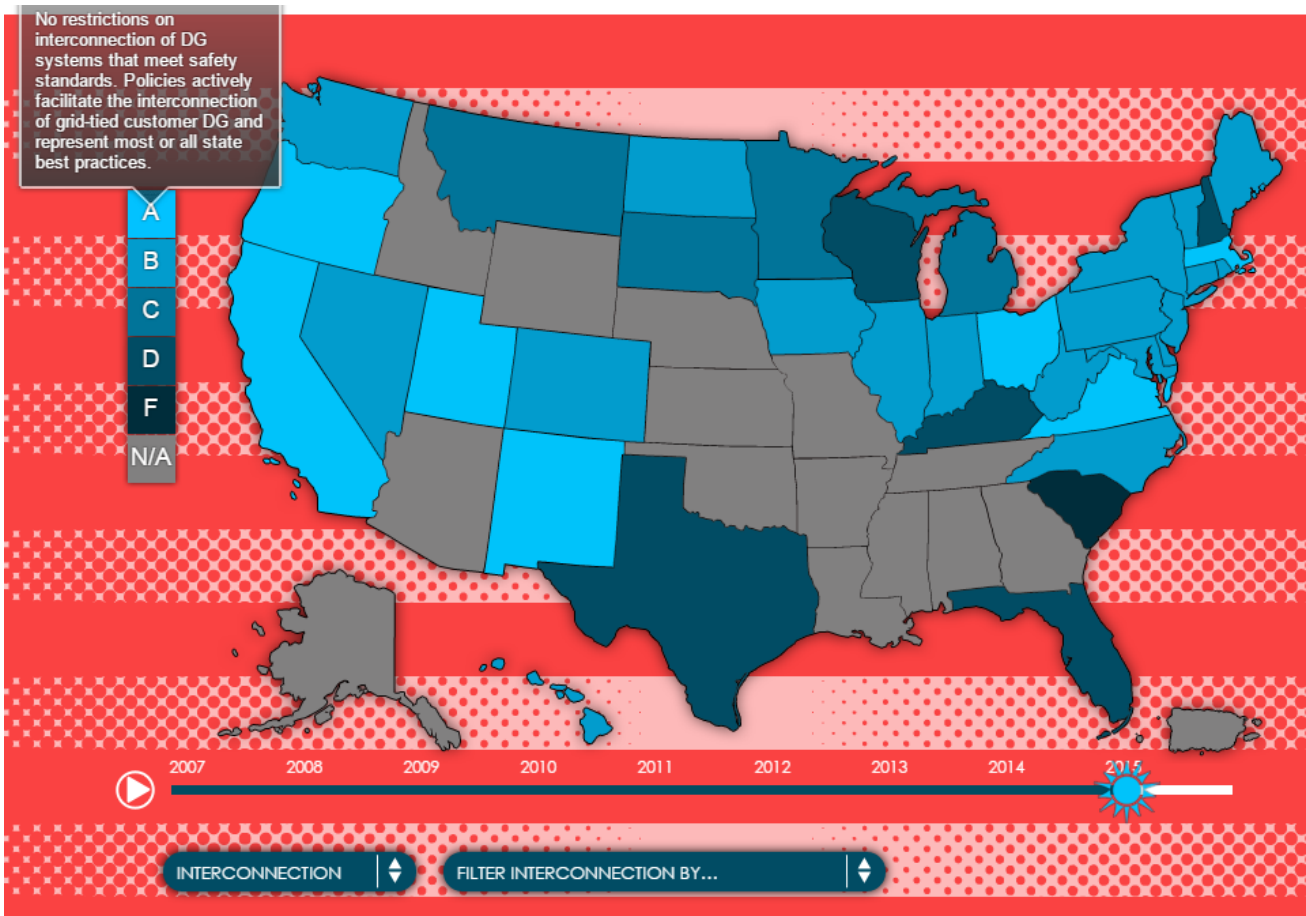 No restrictions on
interconnection of DG
systems that meet safety
standards. Policies actively
facilitate the interconnection
of grid-tied customer DG and
represent most or all state
best practices.
A
B
C
D
F
N/A
2007 2008 2009 2010 2011 2012 2013 2014 2015
INTERCONNECTION
FILTER INTERCONNECTION BY...